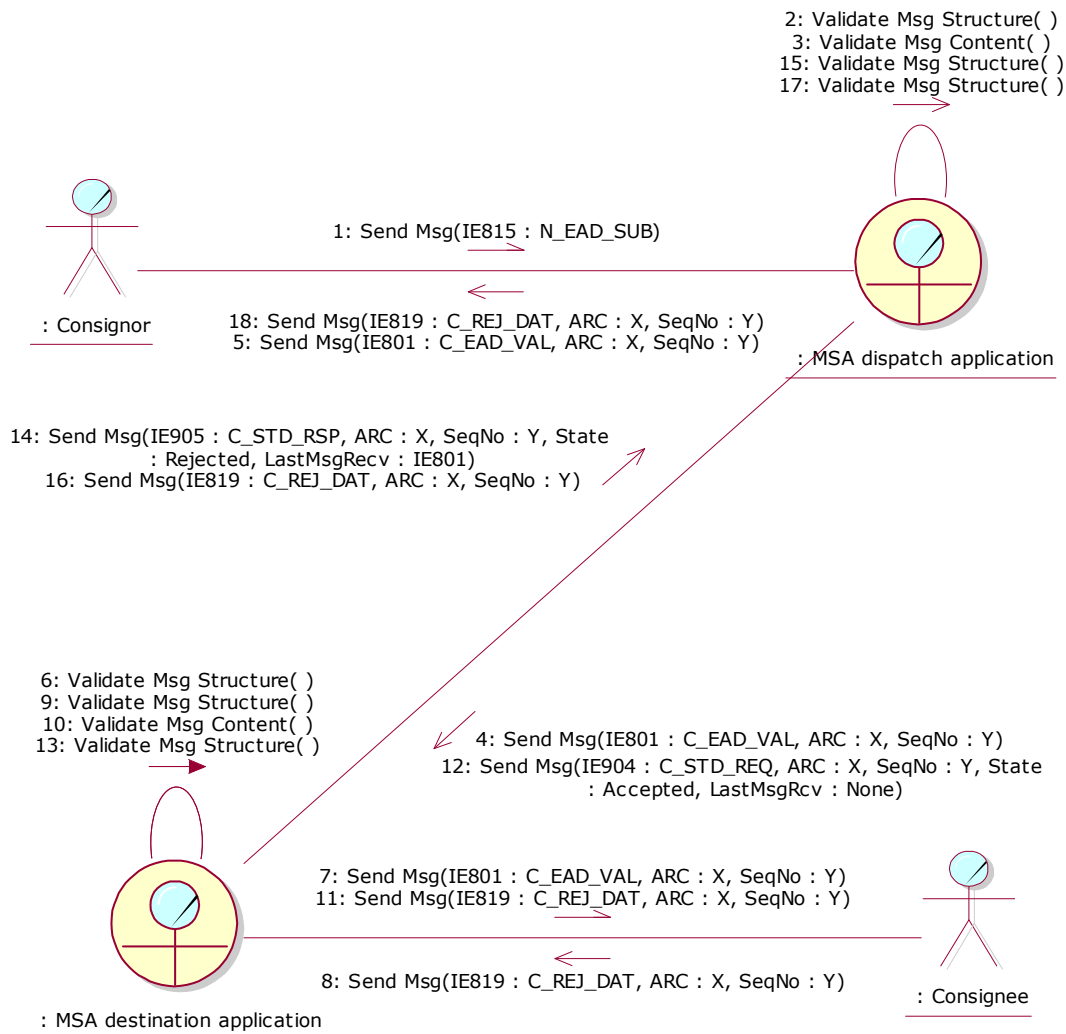 2: Validate Msg Structure( )
3: Validate Msg Content( )
15: Validate Msg Structure( )
17: Validate Msg Structure( )
1: Send Msg(IE815 : N_EAD_SUB)
: Consignor
18: Send Msg(IE819 : C_REJ_DAT, ARC : X, SeqNo : Y)
5: Send Msg(IE801 : C_EAD_VAL, ARC : X, SeqNo : Y)
: MSA dispatch application
14: Send Msg(IE905 : C_STD_RSP, ARC : X, SeqNo : Y, State
: Rejected, LastMsgRecv : IE801)
16: Send Msg(IE819 : C_REJ_DAT, ARC : X, SeqNo : Y)
6: Validate Msg Structure( )
9: Validate Msg Structure( )
10: Validate Msg Content( )
13: Validate Msg Structure( )
4: Send Msg(IE801 : C_EAD_VAL, ARC : X, SeqNo : Y)
12: Send Msg(IE904 : C_STD_REQ, ARC : X, SeqNo : Y, State
: Accepted, LastMsgRcv : None)
7: Send Msg(IE801 : C_EAD_VAL, ARC : X, SeqNo : Y)
11: Send Msg(IE819 : C_REJ_DAT, ARC : X, SeqNo : Y)
8: Send Msg(IE819 : C_REJ_DAT, ARC : X, SeqNo : Y)
: Consignee
: MSA destination application